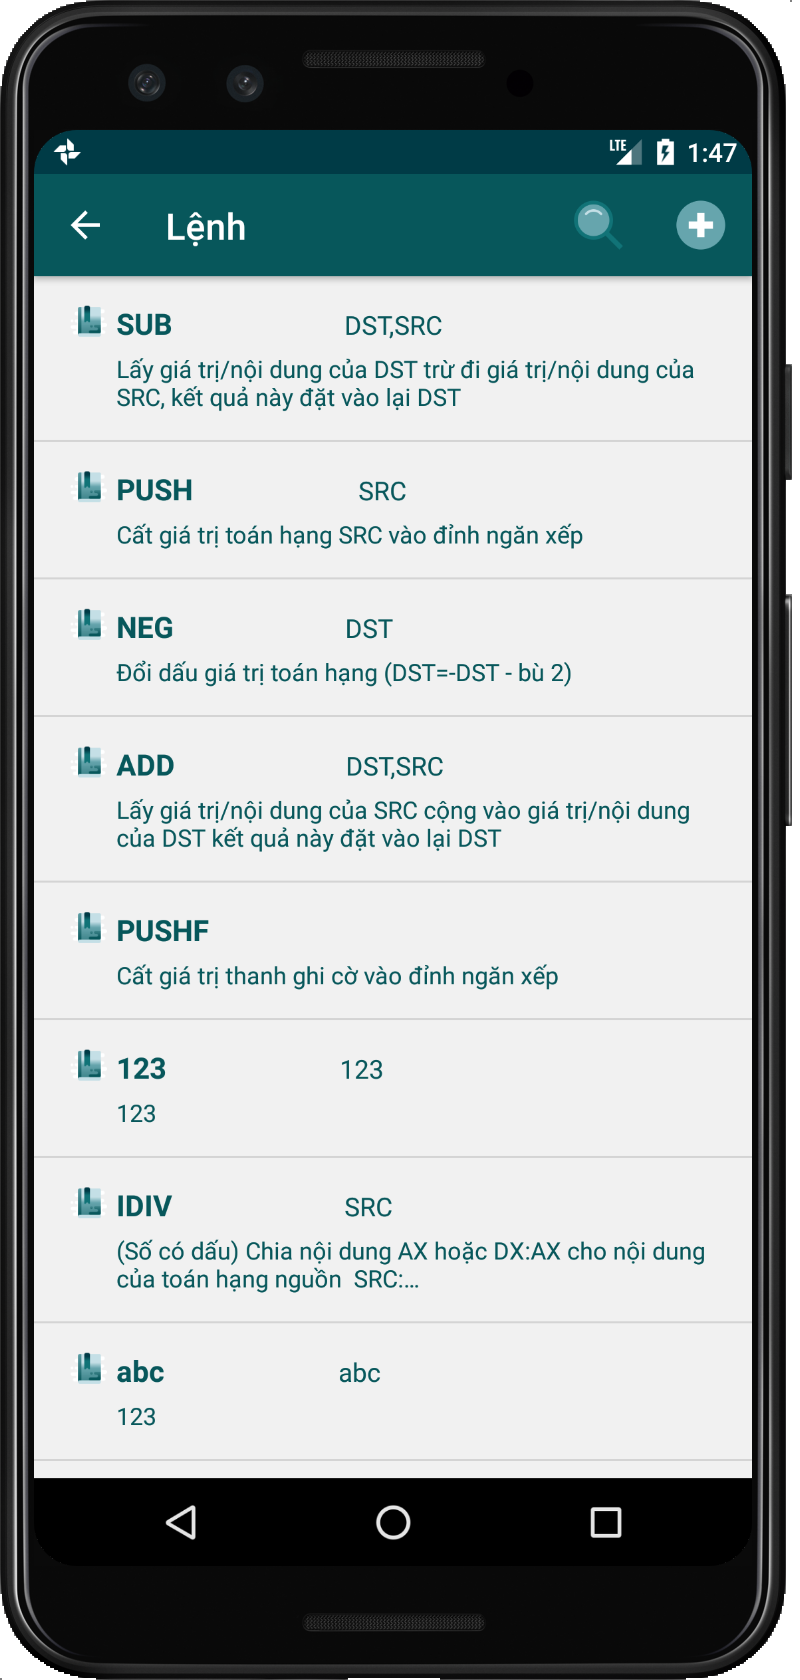 LTE 1:47
Lệnh
SUB DST,SRC
Lấy giá trị/nội dung của DST trừ đi giá trị/nội dung của
SRC, kết quả này đặt vào lại DST
PUSH SRC
Cất giá trị toán hạng SRC vào đỉnh ngăn xếp
NEG DST
Đổi dấu giá trị toán hạng (DST=-DST - bù 2)
ADD DST,SRC
Lấy giá trị/nội dung của SRC cộng vào giá trị/nội dung
của DST kết quả này đặt vào lại DST
PUSHF
Cất giá trị thanh ghi cờ vào đỉnh ngăn xếp
123 123
123
IDIV SRC
(Số có dấu) Chia nội dung AX hoặc DX:AX cho nội dung
của toán hạng nguồn  SRC:...
abc abc
123